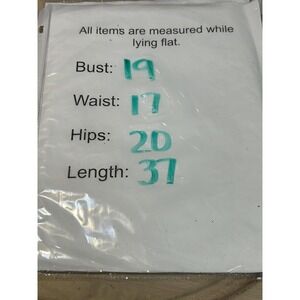 All items are measured while
lying flat.
Bust: 19
Waist: 17
Hips: 20
Length: 37